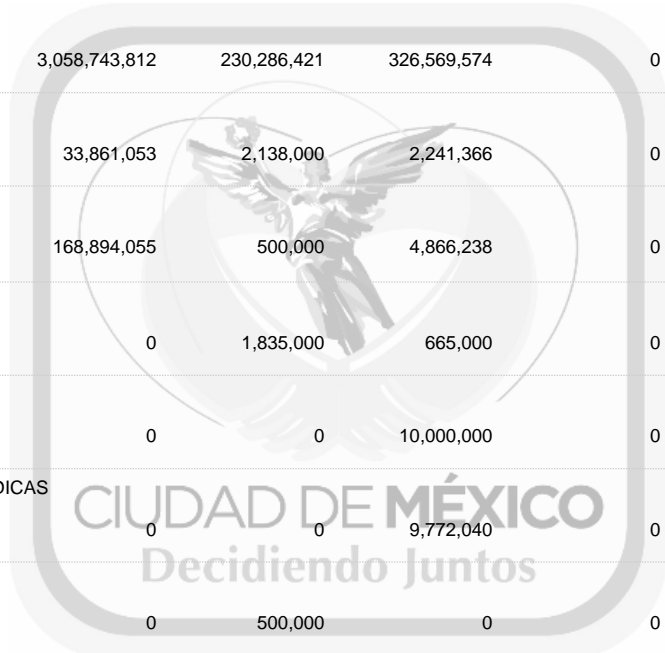 3,058,743,812 230,286,421 326,569,574 0
33,861,053 2,138,000 2,241,366 0
168,894,055 500,000 4,866,238 0
0 1,835,000 665,000 0
0 0 10,000,000 0
DICAS
CIUDAD DE MÉXICO
0 0 9,772,040 0
Decidiendo Juntos
0 500,000 0 0